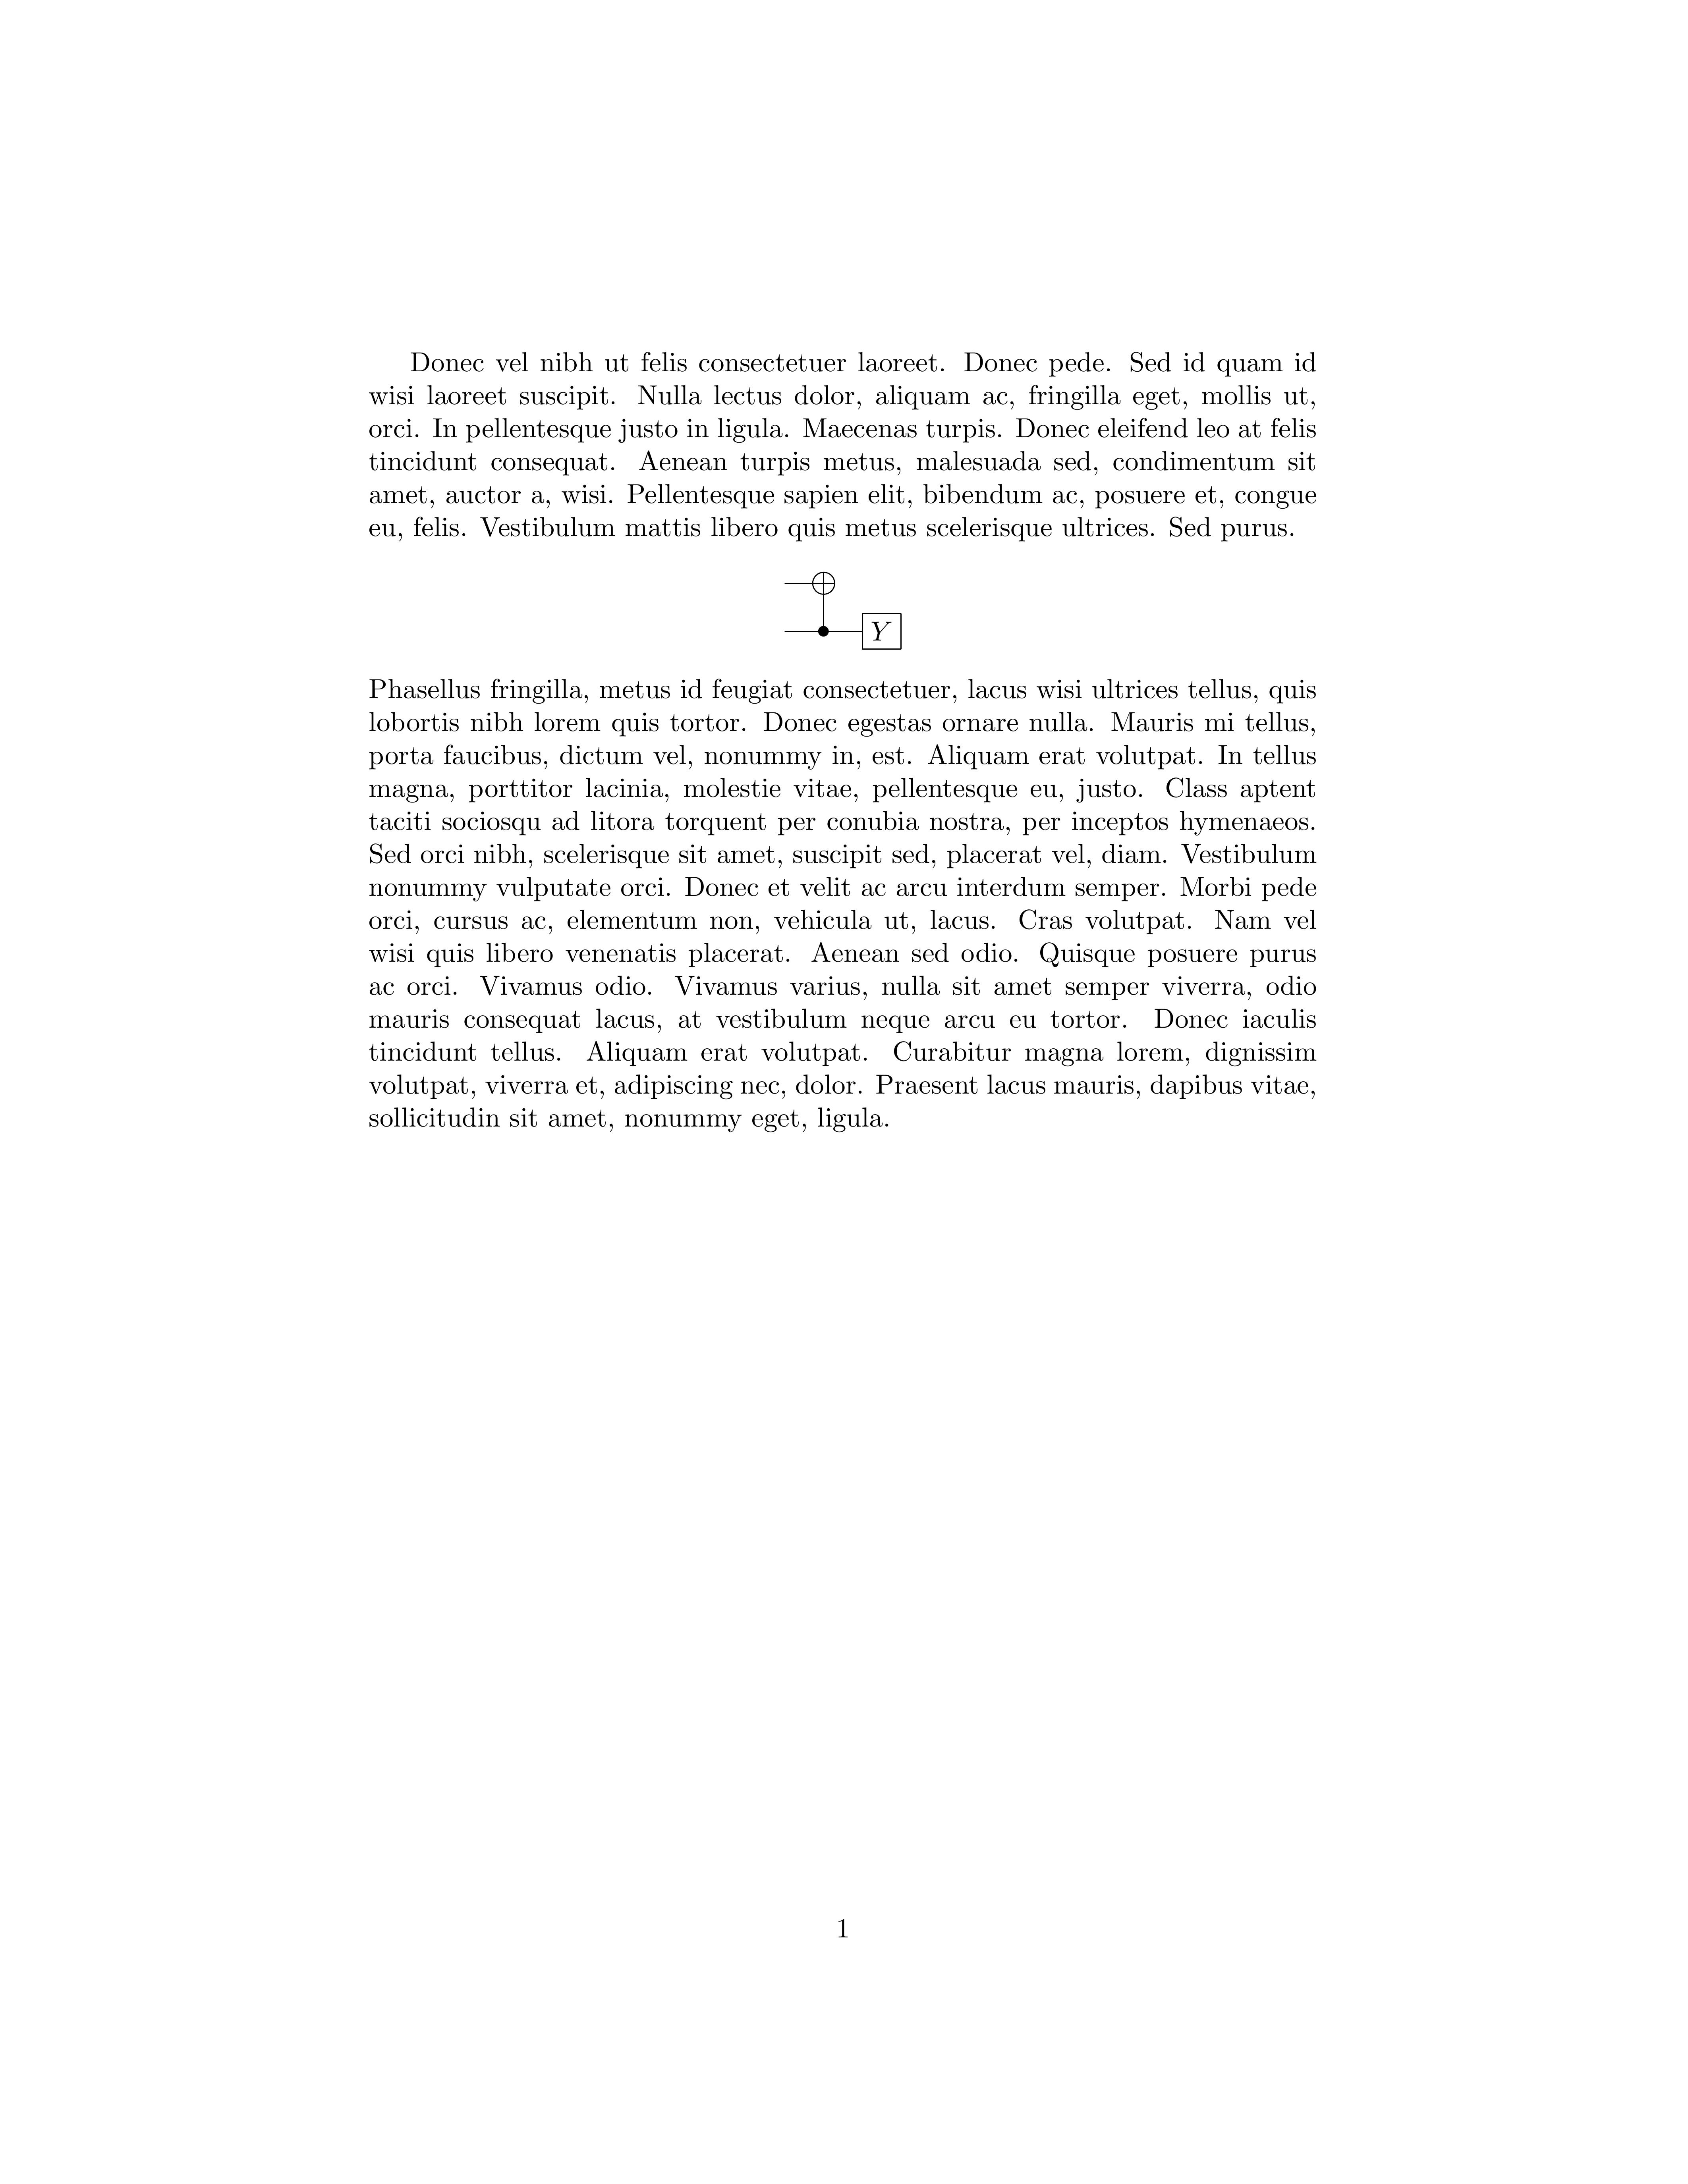 Donec vel nibh ut felis consectetuer laoreet. Donec pede. Sed id quam id
wisi laoreet suscipit. Nulla lectus dolor, aliquam ac, fringilla eget, mollis ut,
orci. In pellentesque justo in ligula. Maecenas turpis. Donec eleifend leo at felis
tincidunt consequat. Aenean turpis metus, malesuada sed, condimentum sit
amet, auctor a, wisi. Pellentesque sapien elit, bibendum ac, posuere et, congue
eu, felis. Vestibulum mattis libero quis metus scelerisque ultrices. Sed purus.
Y
Phasellus fringilla, metus id feugiat consectetuer, lacus wisi ultrices tellus, quis
lobortis nibh lorem quis tortor. Donec egestas ornare nulla. Mauris mi tellus,
porta faucibus, dictum vel, nonummy in, est. Aliquam erat volutpat. In tellus
magna, porttitor lacinia, molestie vitae, pellentesque eu, justo. Class aptent
taciti sociosqu ad litora torquent per conubia nostra, per inceptos hymenaeos.
Sed orci nibh, scelerisque sit amet, suscipit sed, placerat vel, diam. Vestibulum
nonummy vulputate orci. Donec et velit ac arcu interdum semper. Morbi pede
orci, cursus ac, elementum non, vehicula ut, lacus. Cras volutpat. Nam vel
wisi quis libero venenatis placerat. Aenean sed odio. Quisque posuere purus
ac orci. Vivamus odio. Vivamus varius, nulla sit amet semper viverra, odio
mauris consequat lacus, at vestibulum neque arcu eu tortor. Donec iaculis
tincidunt tellus. Aliquam erat volutpat. Curabitur magna lorem, dignissim
volutpat, viverra et, adipiscing nec, dolor. Praesent lacus mauris, dapibus vitae,
sollicitudin sit amet, nonummy eget, ligula.
1